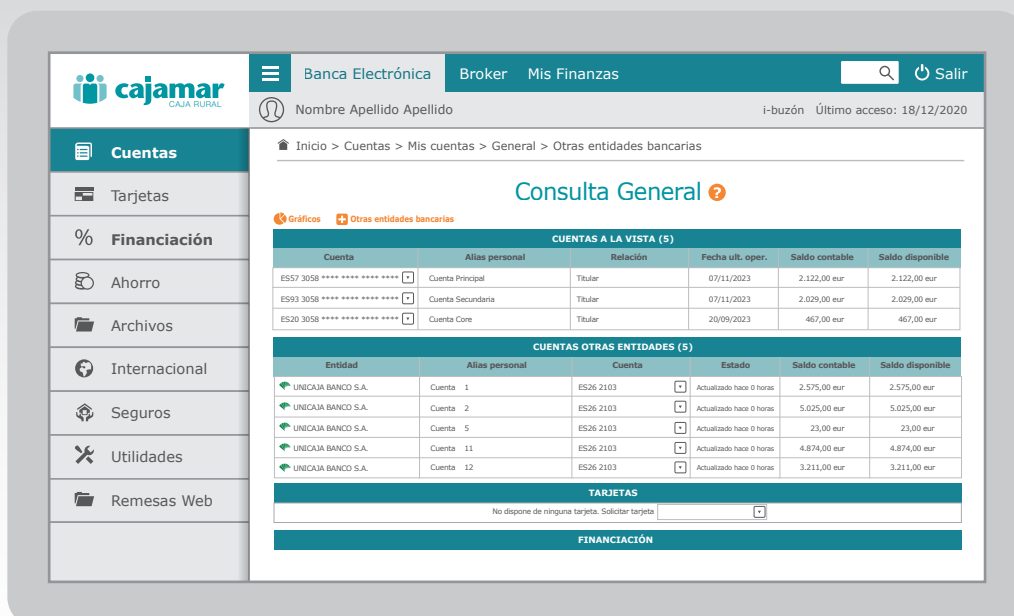 cajamar
CAJA RURAL
Banca Electrónica Broker Mis Finanzas Salir
Nombre Apellido Apellido i-buzón Último acceso: 18/12/2020
Cuentas
Tarjetas
% Financiación
Ahorro
Archivos
Internacional
Seguros
Utilidades
Remesas Web
Inicio > Cuentas > Mis cuentas > General > Otras entidades bancarias
Consulta General ?
Gráficos Otras entidades bancarias
CUENTAS A LA VISTA (5)
Cuenta Alias personal Relación Fecha ult. oper. Saldo contable Saldo disponible
ES57 3058 **** **** **** **** Cuenta Principal Titular 07/11/2023 2.122,00 eur 2.122,00 eur
ES93 3058 **** **** **** **** Cuenta Secundaria Titular 07/11/2023 2.029,00 eur 2.029,00 eur
ES20 3058 **** **** **** **** Cuenta Core Titular 20/09/2023 467,00 eur 467,00 eur
CUENTAS OTRAS ENTIDADES (5)
Entidad Alias personal Cuenta Estado Saldo contable Saldo disponible
UNICAJA BANCO S.A. Cuenta 1 ES26 2103 Actualizado hace 0 horas 2.575,00 eur 2.575,00 eur
UNICAJA BANCO S.A. Cuenta 2 ES26 2103 Actualizado hace 0 horas 5.025,00 eur 5.025,00 eur
UNICAJA BANCO S.A. Cuenta 5 ES26 2103 Actualizado hace 0 horas 23,00 eur 23,00 eur
UNICAJA BANCO S.A. Cuenta 11 ES26 2103 Actualizado hace 0 horas 4.874,00 eur 4.874,00 eur
UNICAJA BANCO S.A. Cuenta 12 ES26 2103 Actualizado hace 0 horas 3.211,00 eur 3.211,00 eur
TARJETAS
No dispone de ninguna tarjeta. Solicitar tarjeta
FINANCIACIÓN